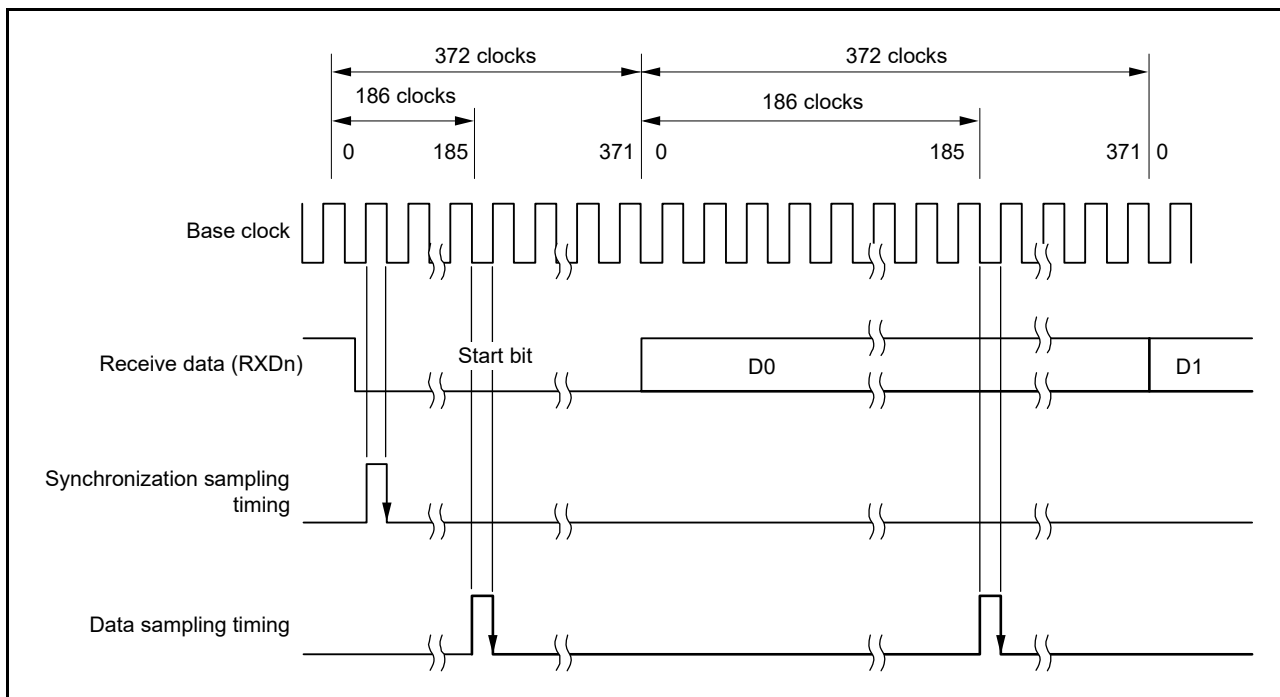 372 clocks
372 clocks
186 clocks
186 clocks
0
185
371
0
185
371
0
Base clock
Receive data (RXDn)
Start bit
D0
D1
Synchronization sampling
timing
Data sampling timing